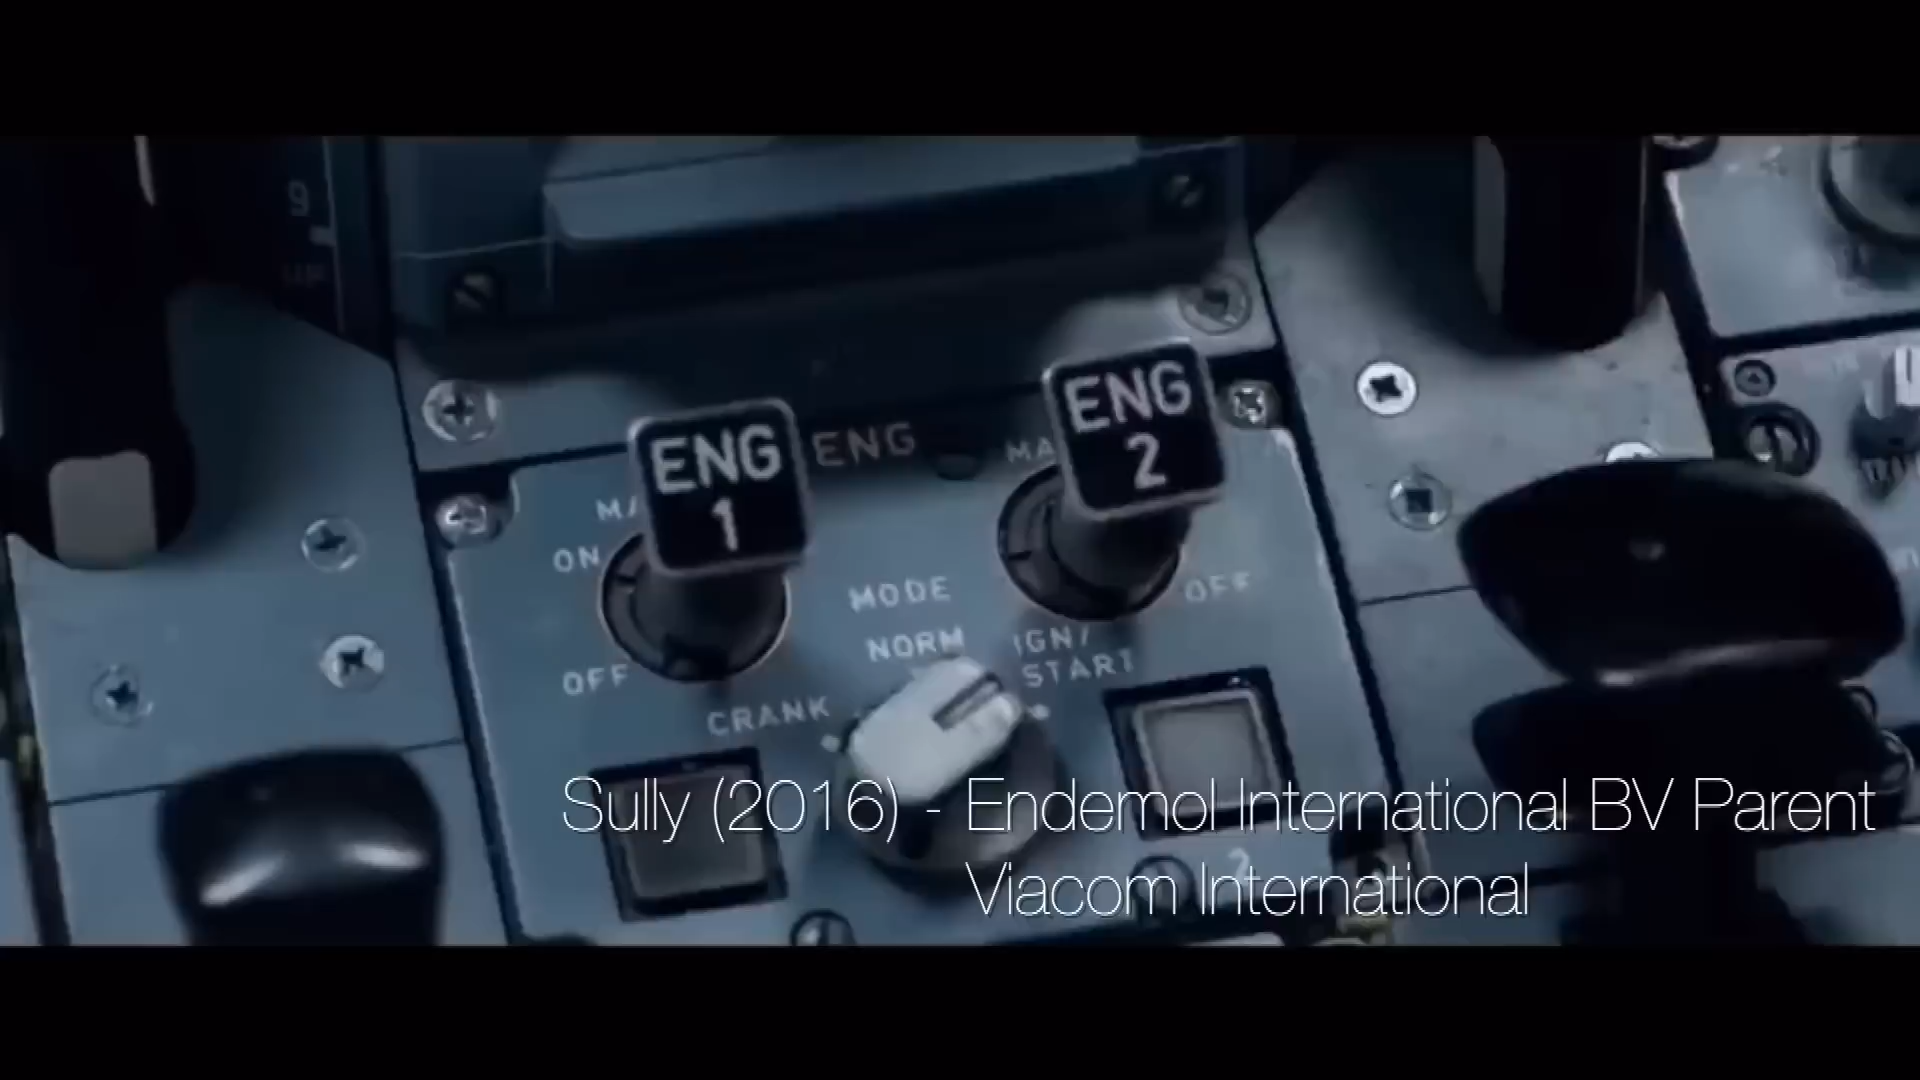 9
ENG
1
ENG
MA
ENG
2
MA
ON
OFF
OFF
MODE
NORM
IGN/
START
CRANK
2
Sully (2016) - Endemol International BV Parent
Viacom International